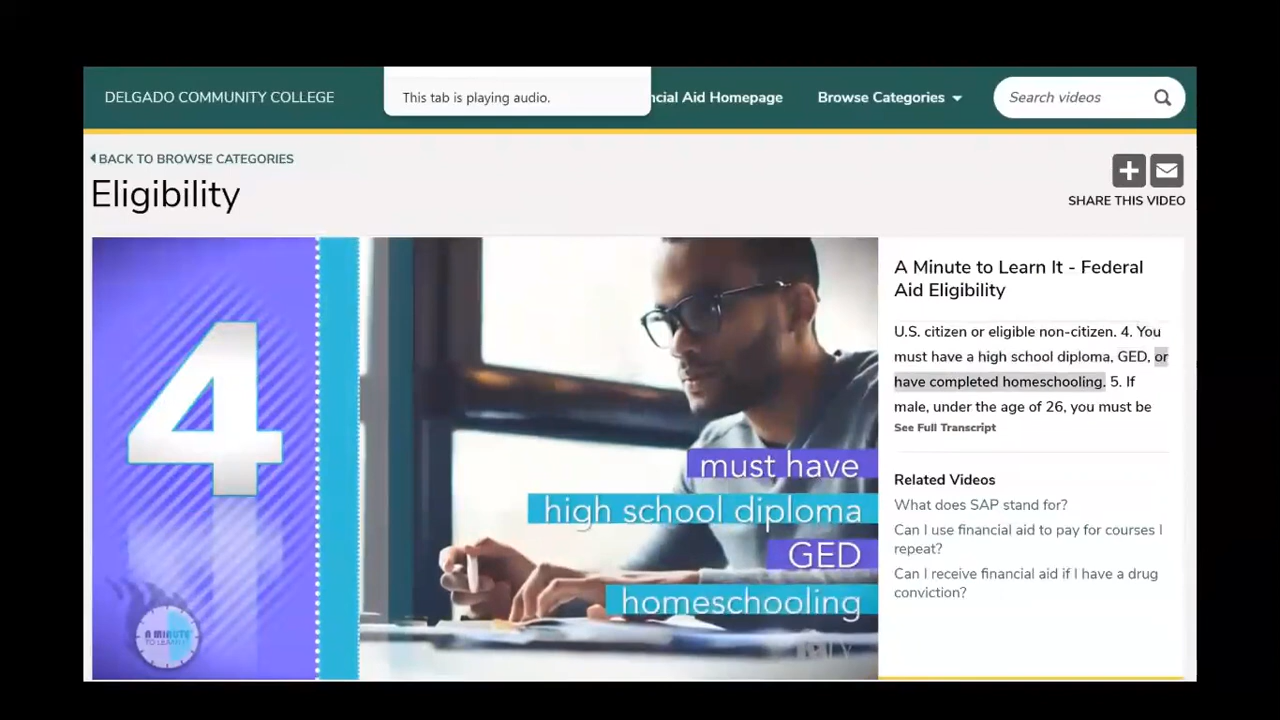 DELGADO COMMUNITY COLLEGE
This tab is playing audio.
ncial Aid Homepage
Browse Categories
Search videos
BACK TO BROWSE CATEGORIES
Eligibility
SHARE THIS VIDEO
4
must have
high school diploma
GED
homeschooling
A MINUTE
TO LEARN IT
A Minute to Learn It - Federal
Aid Eligibility
U.S. citizen or eligible non-citizen. 4. You
must have a high school diploma, GED, or
have completed homeschooling. 5. If
male, under the age of 26, you must be
See Full Transcript
Related Videos
What does SAP stand for?
Can I use financial aid to pay for courses I
repeat?
Can I receive financial aid if I have a drug
conviction?